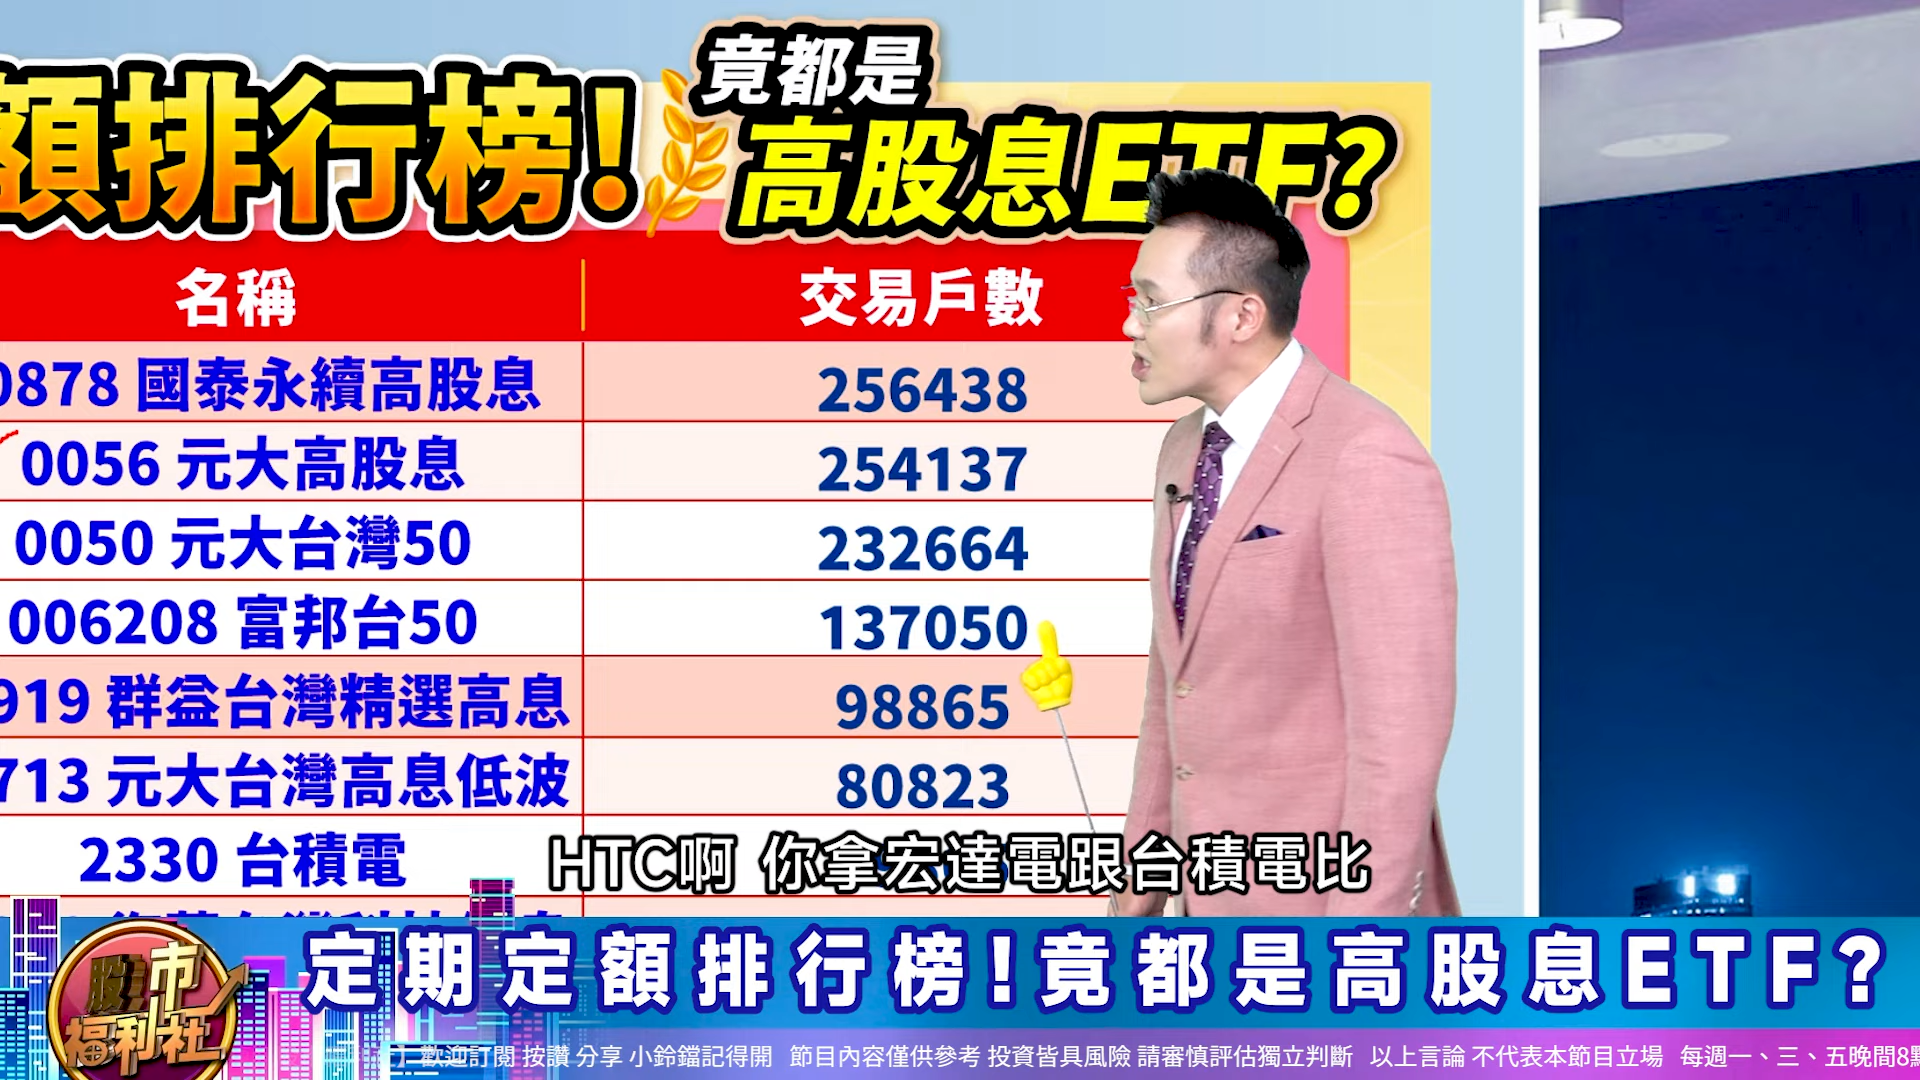 額排行榜!
竟都是
高股息ETF?
名稱
交易戶數
0878 國泰永續高股息
256438
0056 元大高股息
254137
0050 元大台灣50
232664
006208 富邦台50
137050
919 群益台灣精選高息
98865
713 元大台灣高息低波
80823
2330 台積電
HTC啊 你拿宏達電跟台積電比
定期定額排行榜!竟都是高股息ETF?
股市
福利社
歡迎訂閱 按讚 分享 小鈴鐺記得開 節目內容僅供參考 投資皆具風險 請審慎評估獨立判斷 以上言論 不代表本節目立場 每週一、三、五晚間8點